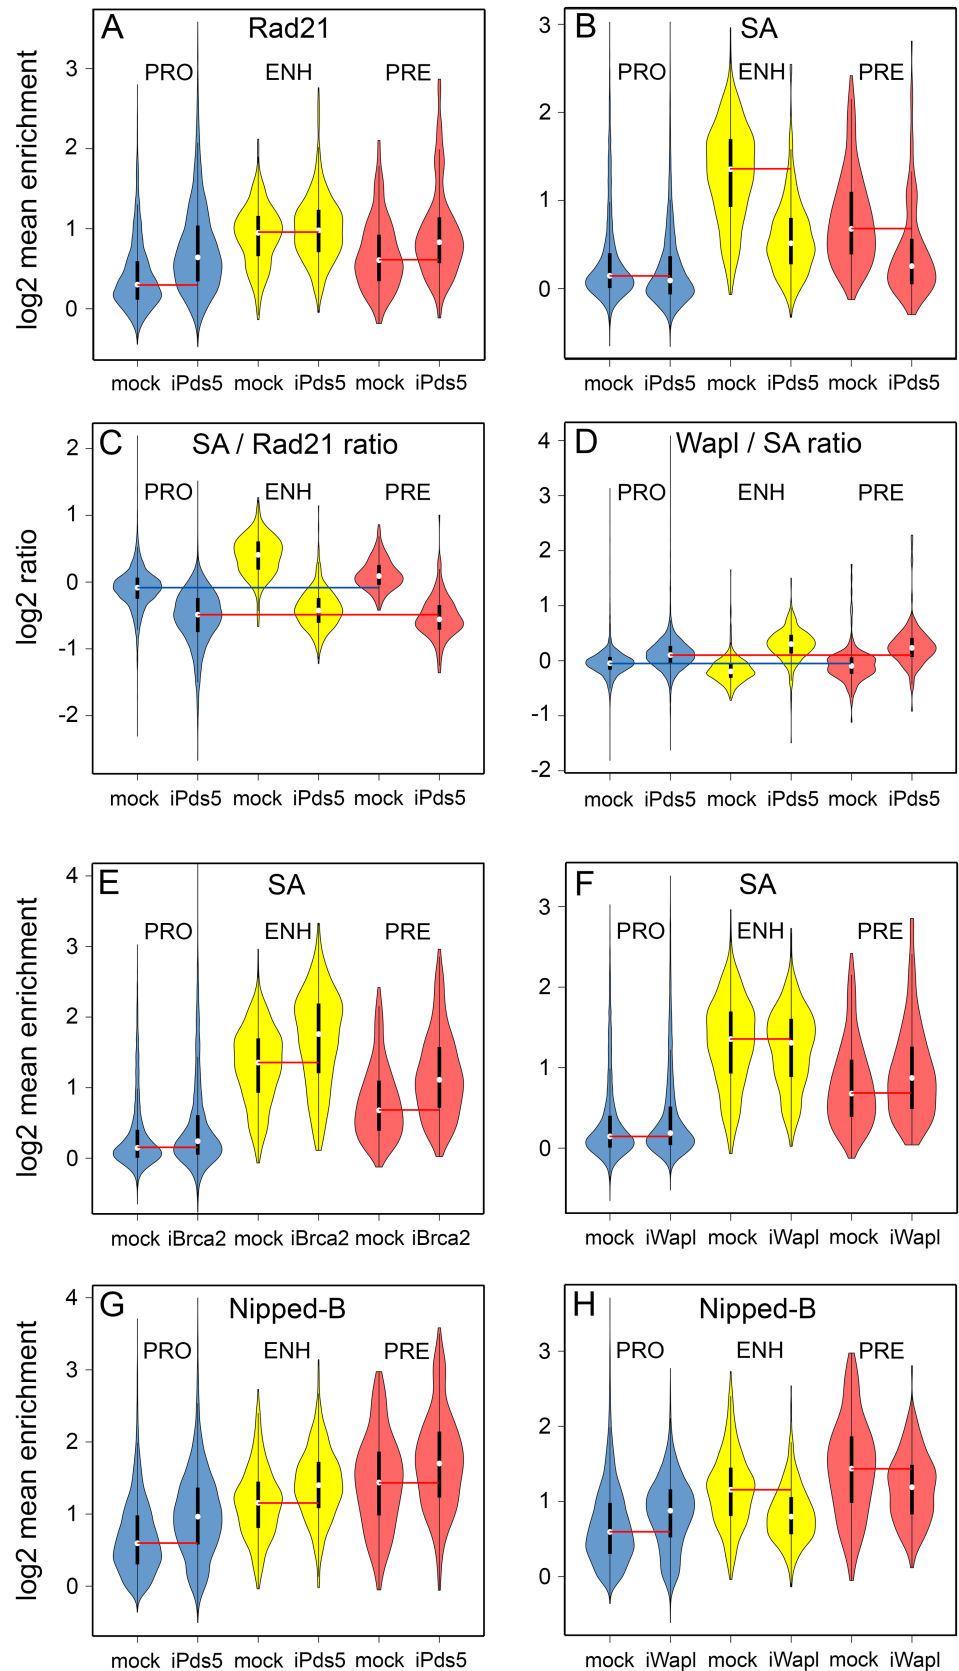 A Rad21
PRO ENH PRE
log2 mean enrichment
3
2
1
0
mock iPds5 mock iPds5 mock iPds5
B SA
PRO ENH PRE
3
2
1
0
mock iPds5 mock iPds5 mock iPds5
C SA / Rad21 ratio
PRO ENH PRE
log2 ratio
2
1
0
-1
-2
mock iPds5 mock iPds5 mock iPds5
D Wapl / SA ratio
PRO ENH PRE
4
3
2
1
0
-1
-2
mock iPds5 mock iPds5 mock iPds5
E SA
PRO ENH PRE
log2 mean enrichment
4
3
2
1
0
mock iBrca2 mock iBrca2 mock iBrca2
F SA
PRO ENH PRE
3
2
1
0
mock iWapl mock iWapl mock iWapl
G Nipped-B
PRO ENH PRE
log2 mean enrichment
4
3
2
1
0
mock iPds5 mock iPds5 mock iPds5
H Nipped-B
PRO ENH PRE
3
2
1
0
mock iWapl mock iWapl mock iWapl